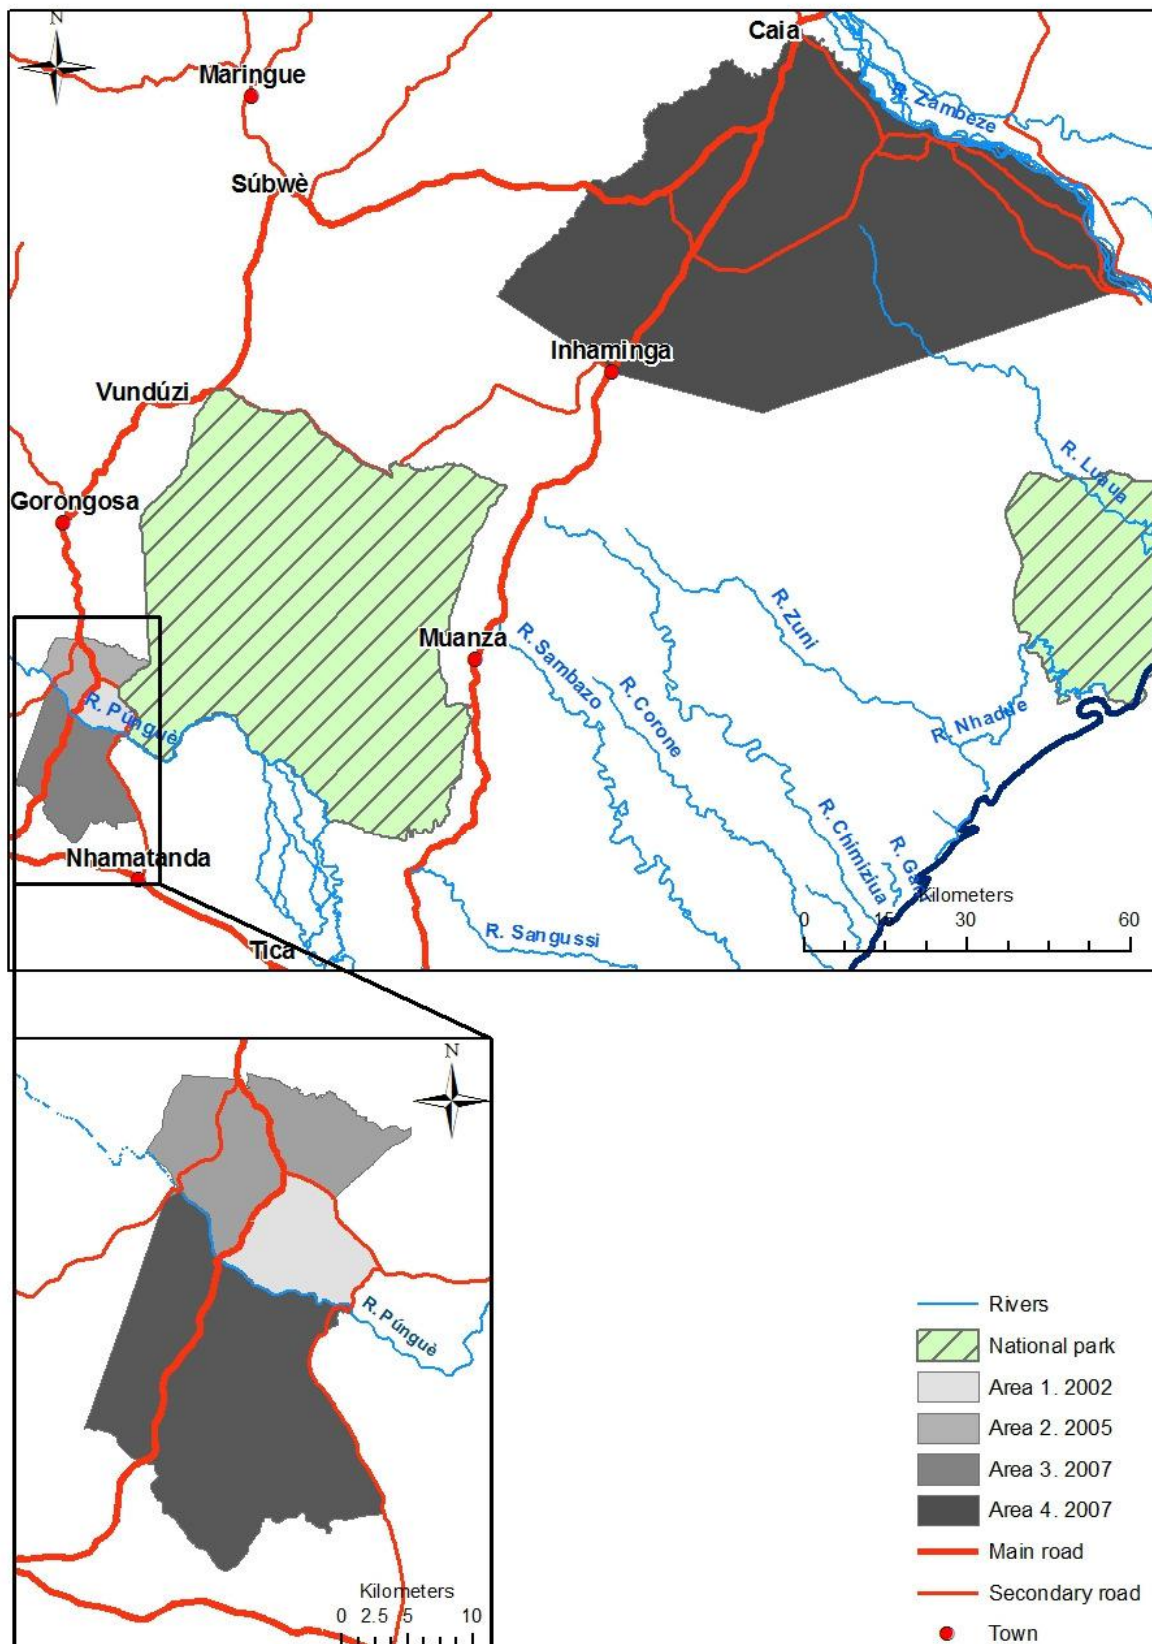 N
Caia
Maringue
R. Zambeze
Súbwè
Inhaminga
Vundúzi
R. Luaua
Gorongosa
R. Zuni
Muanza
R. Sambazo
R. Corone
R. Púnguè
R. Nhadue
R. Chimiziua
Nhamatanda
Kilometers
0 15 30 60
R. Sangussi
Tica
N
R. Púnguè
Kilometers
0 2.5 5 10
Rivers
National park
Area 1. 2002
Area 2. 2005
Area 3. 2007
Area 4. 2007
Main road
Secondary road
Town